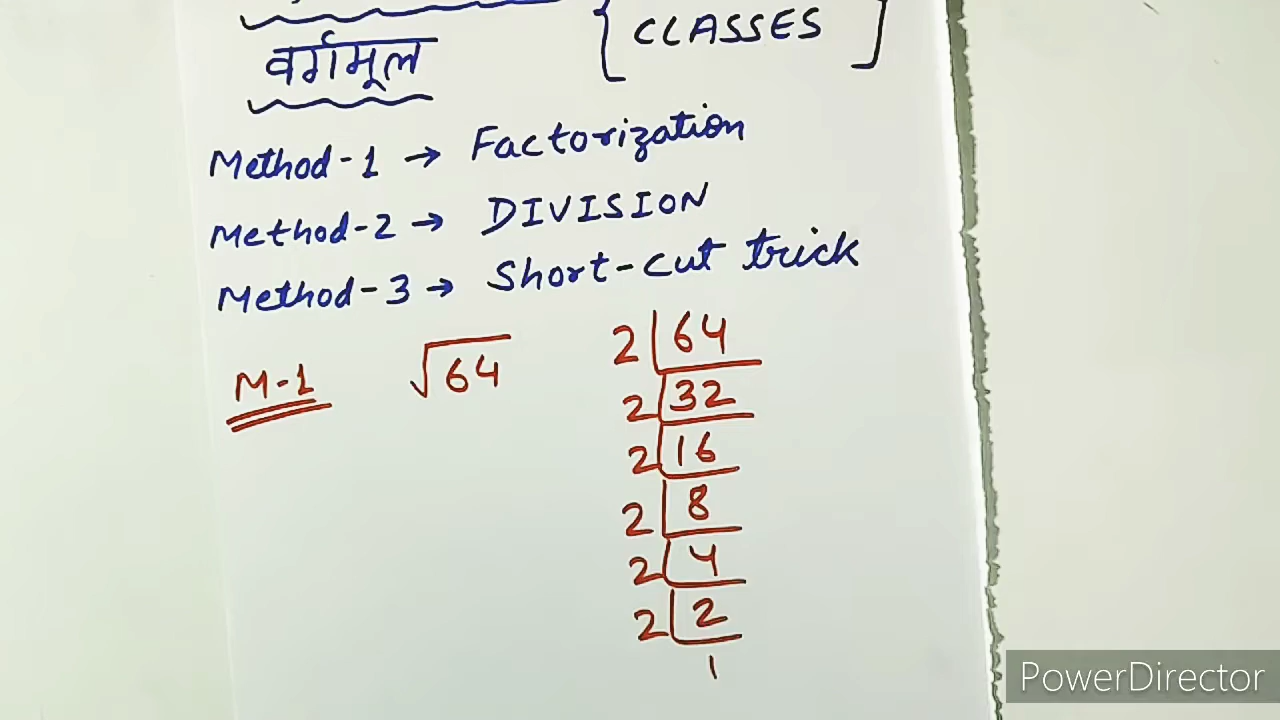 { CLASSES ]
वर्गमूल
Method-1 → Factorization
Method-2 → DIVISION
Method-3 → Short-cut trick
M-1 √64
2 | 64
2 | 32
2 | 16
2 | 8
2 | 4
2 | 2
1
PowerDirector